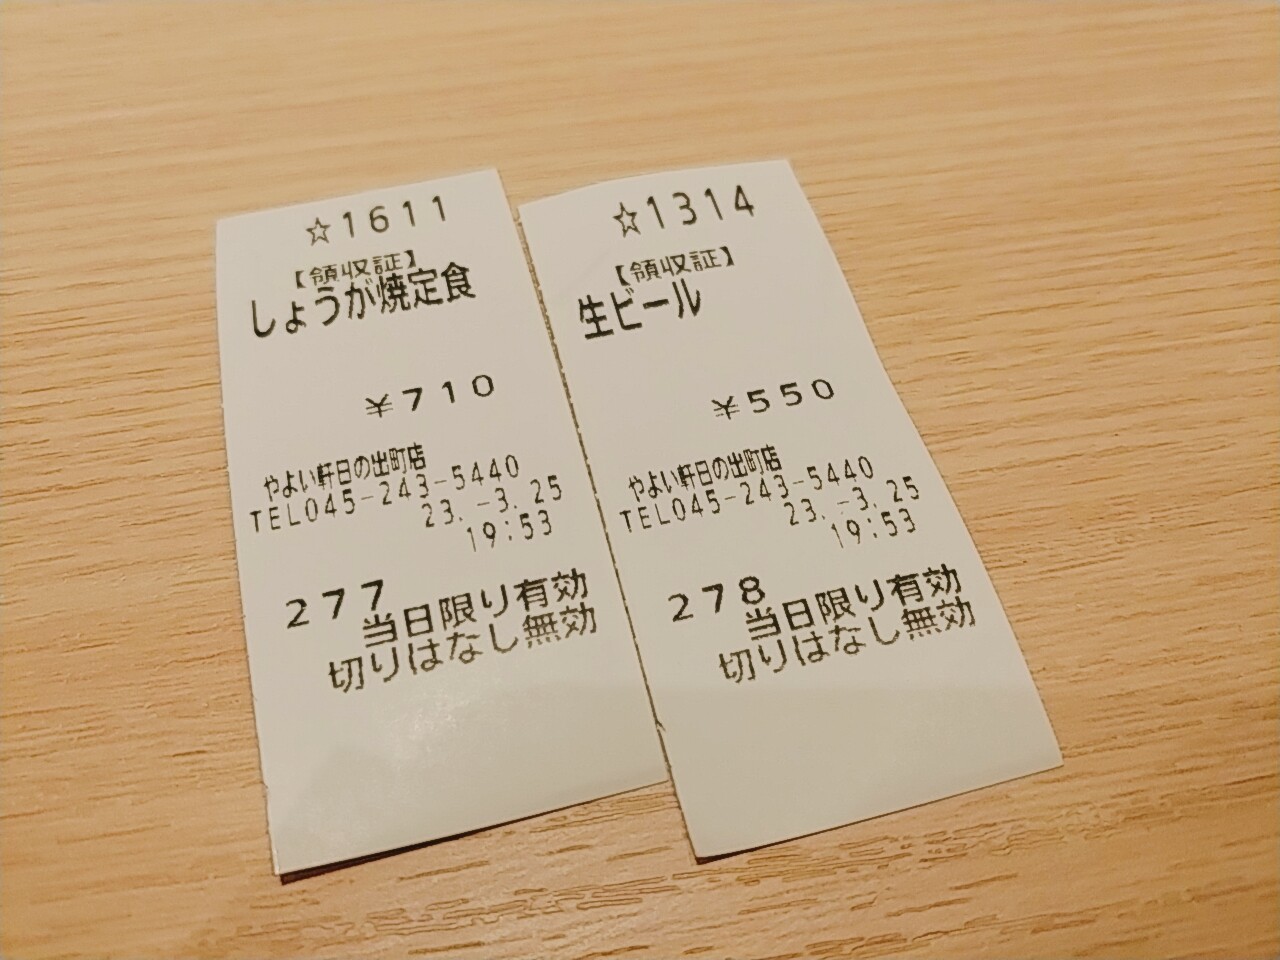 ☆1611
【領収証】
しょうが焼定食
¥710
やよい軒日の出町店
TEL045-243-5440
23.-3.25
19:53
277
当日限り有効
切りはなし無効
☆1314
【領収証】
生ビール
¥550
やよい軒日の出町店
TEL045-243-5440
23.-3.25
19:53
278
当日限り有効
切りはなし無効